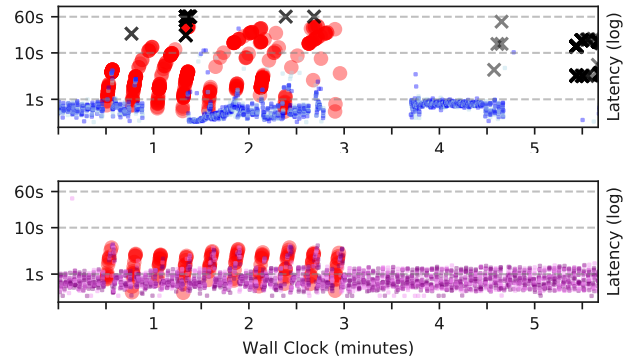 60s
10s
1s
Latency (log)
1 2 3 4 5
60s
10s
1s
Latency (log)
1 2 3 4 5
Wall Clock (minutes)